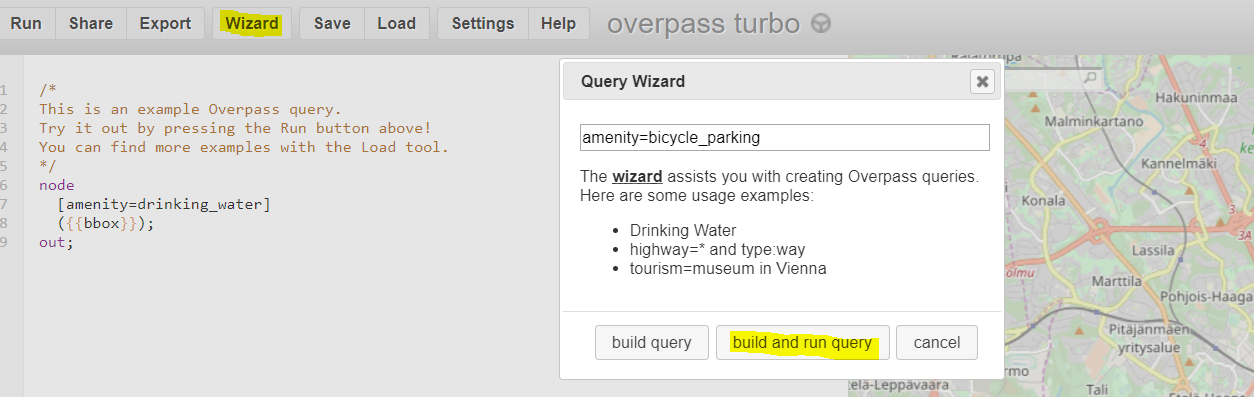 Run Share Export Wizard Save Load Settings Help overpass turbo
1 /*
2 This is an example Overpass query.
3 Try it out by pressing the Run button above!
4 You can find more examples with the Load tool.
5 */
6 node
7 [amenity=drinking_water]
8 ({{bbox}});
9 out;
Query Wizard
amenity=bicycle_parking
The wizard assists you with creating Overpass queries.
Here are some usage examples:
• Drinking Water
• highway=* and type:way
• tourism=museum in Vienna
build query build and run query cancel
Hakuninmaa
Malminkartano
Kannelmäki
Konala
3A
Lassila
Marttila
Pohjois-Haaga
Pitäjänmäen
yritysalue
Tali